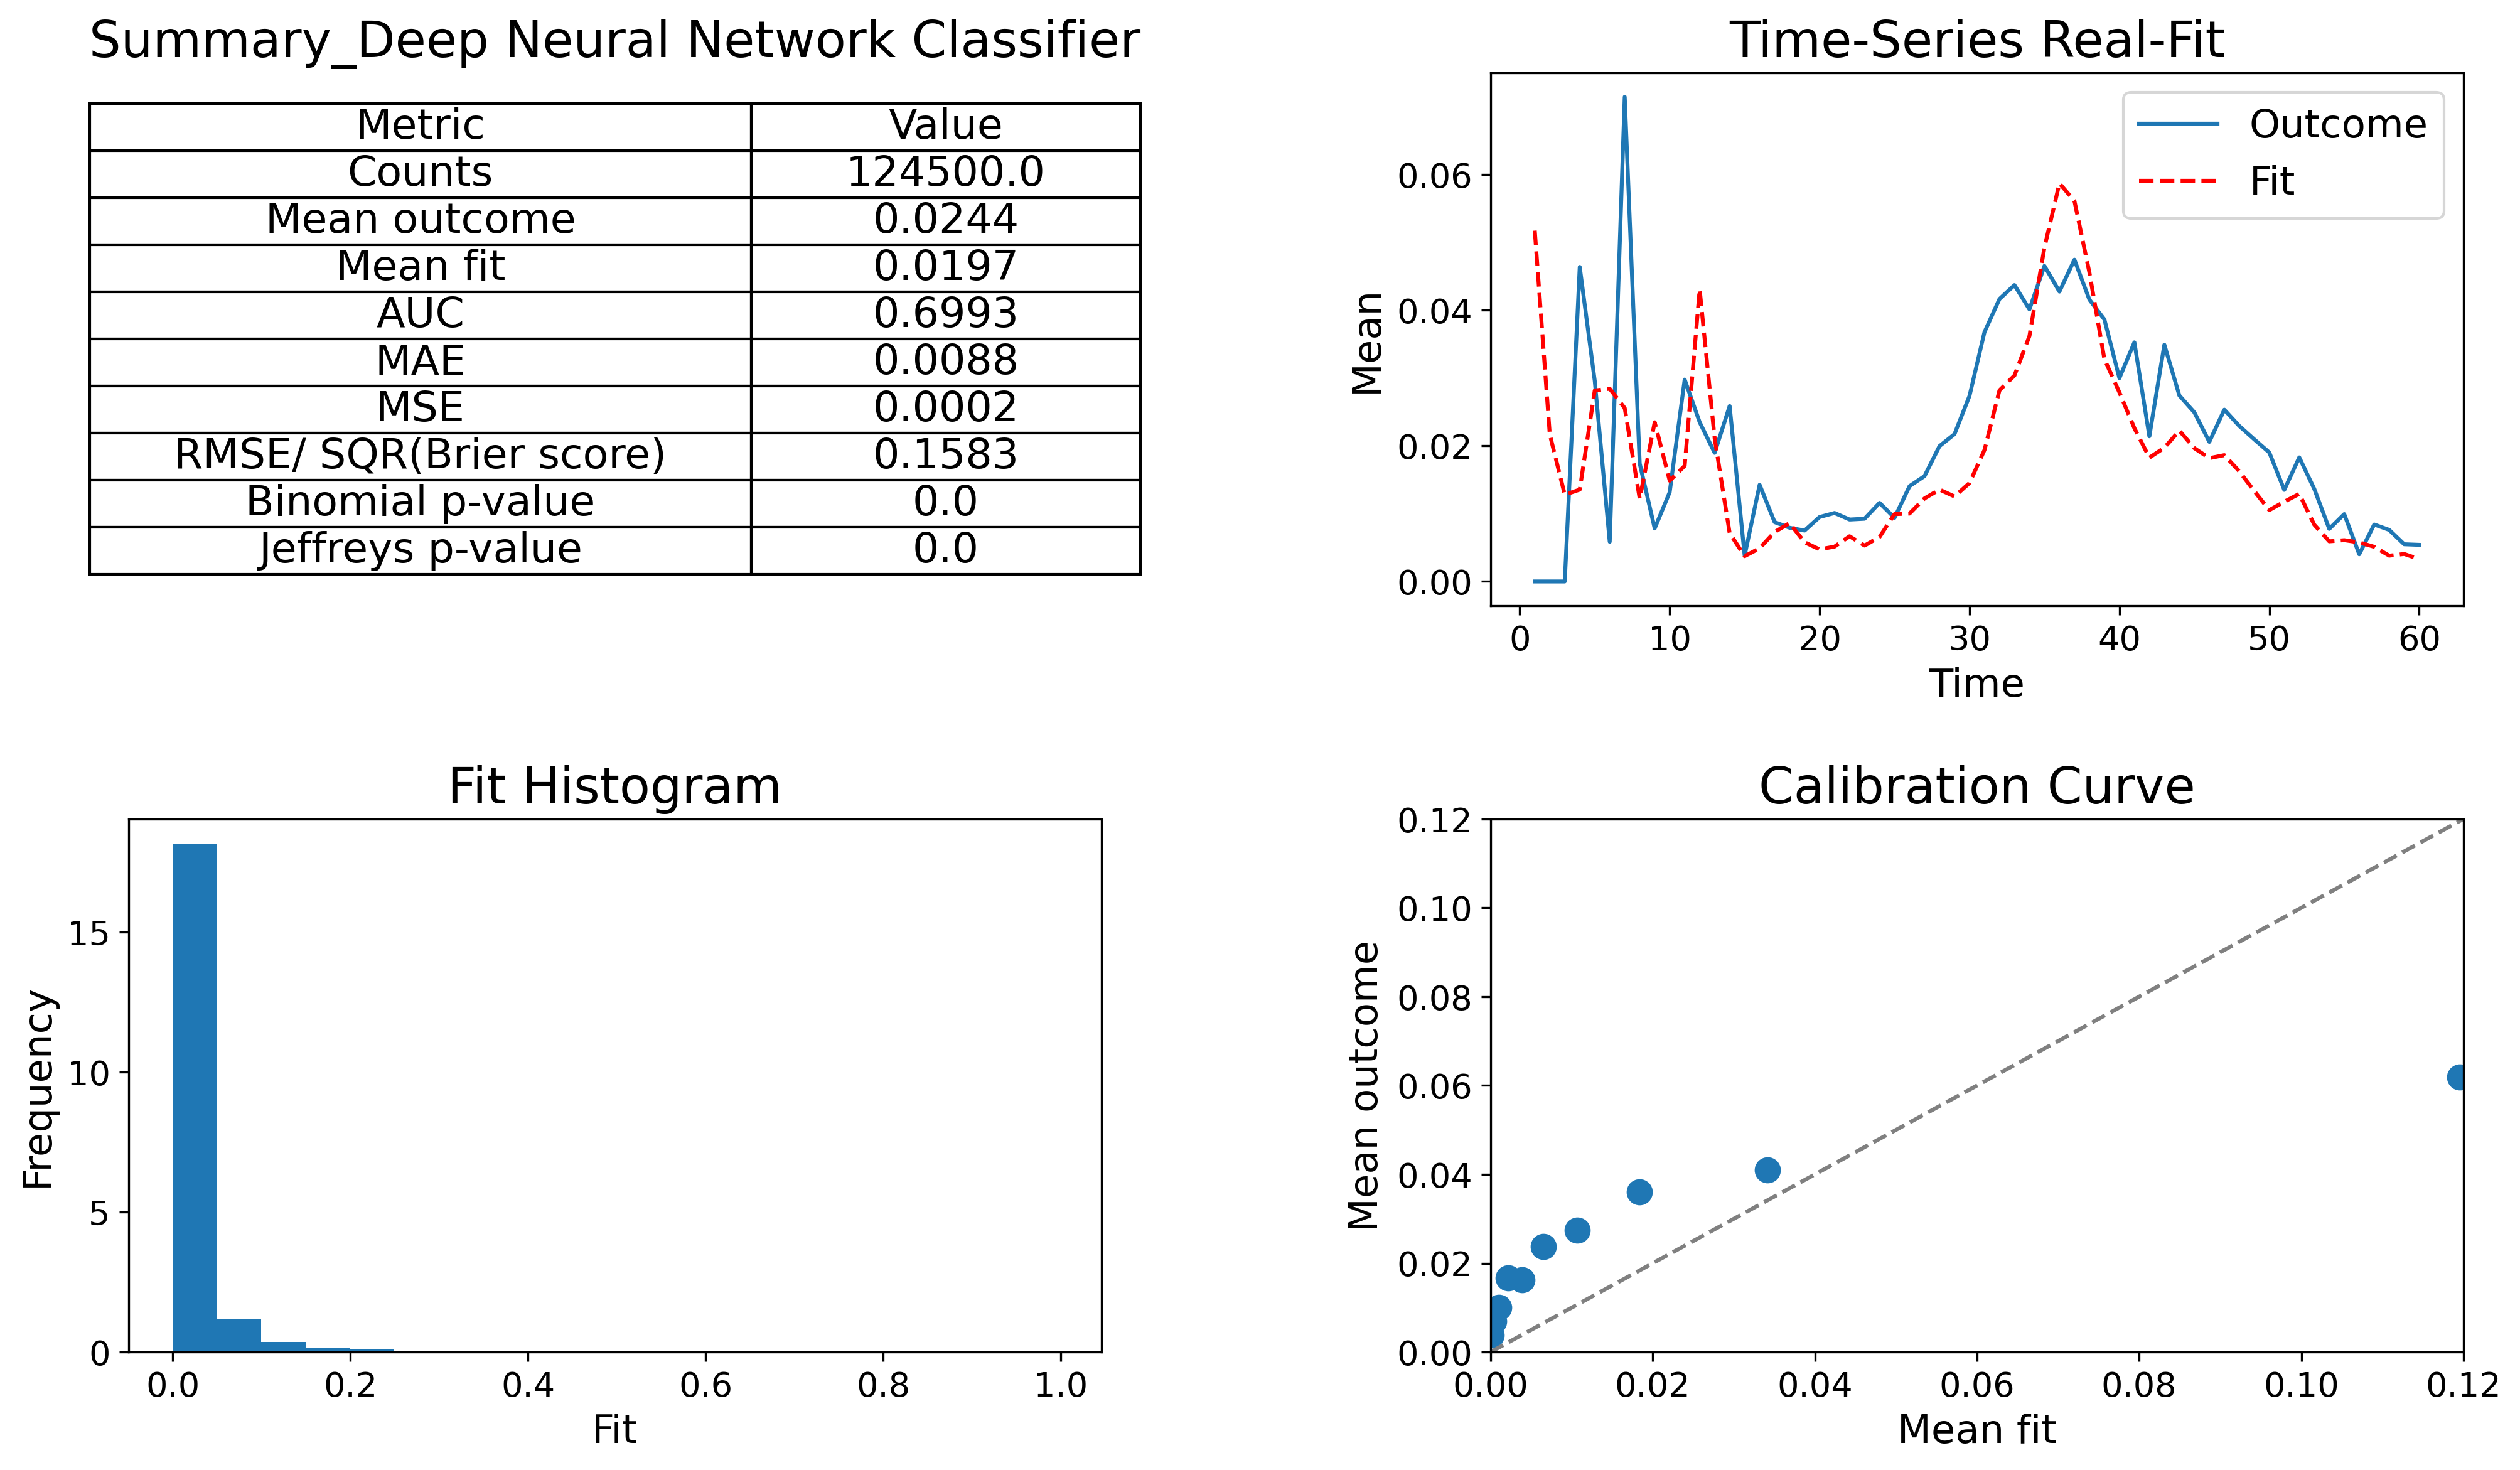 Summary_Deep Neural Network Classifier
Metric Value
Counts 124500.0
Mean outcome 0.0244
Mean fit 0.0197
AUC 0.6993
MAE 0.0088
MSE 0.0002
RMSE/ SQR(Brier score) 0.1583
Binomial p-value 0.0
Jeffreys p-value 0.0
Time-Series Real-Fit
Outcome
Fit
Mean
0.06
0.04
0.02
0.00
0 10 20 30 40 50 60
Time
Fit Histogram
Frequency
15
10
5
0
0.0 0.2 0.4 0.6 0.8 1.0
Fit
Calibration Curve
Mean outcome
0.12
0.10
0.08
0.06
0.04
0.02
0.00
0.00 0.02 0.04 0.06 0.08 0.10 0.12
Mean fit